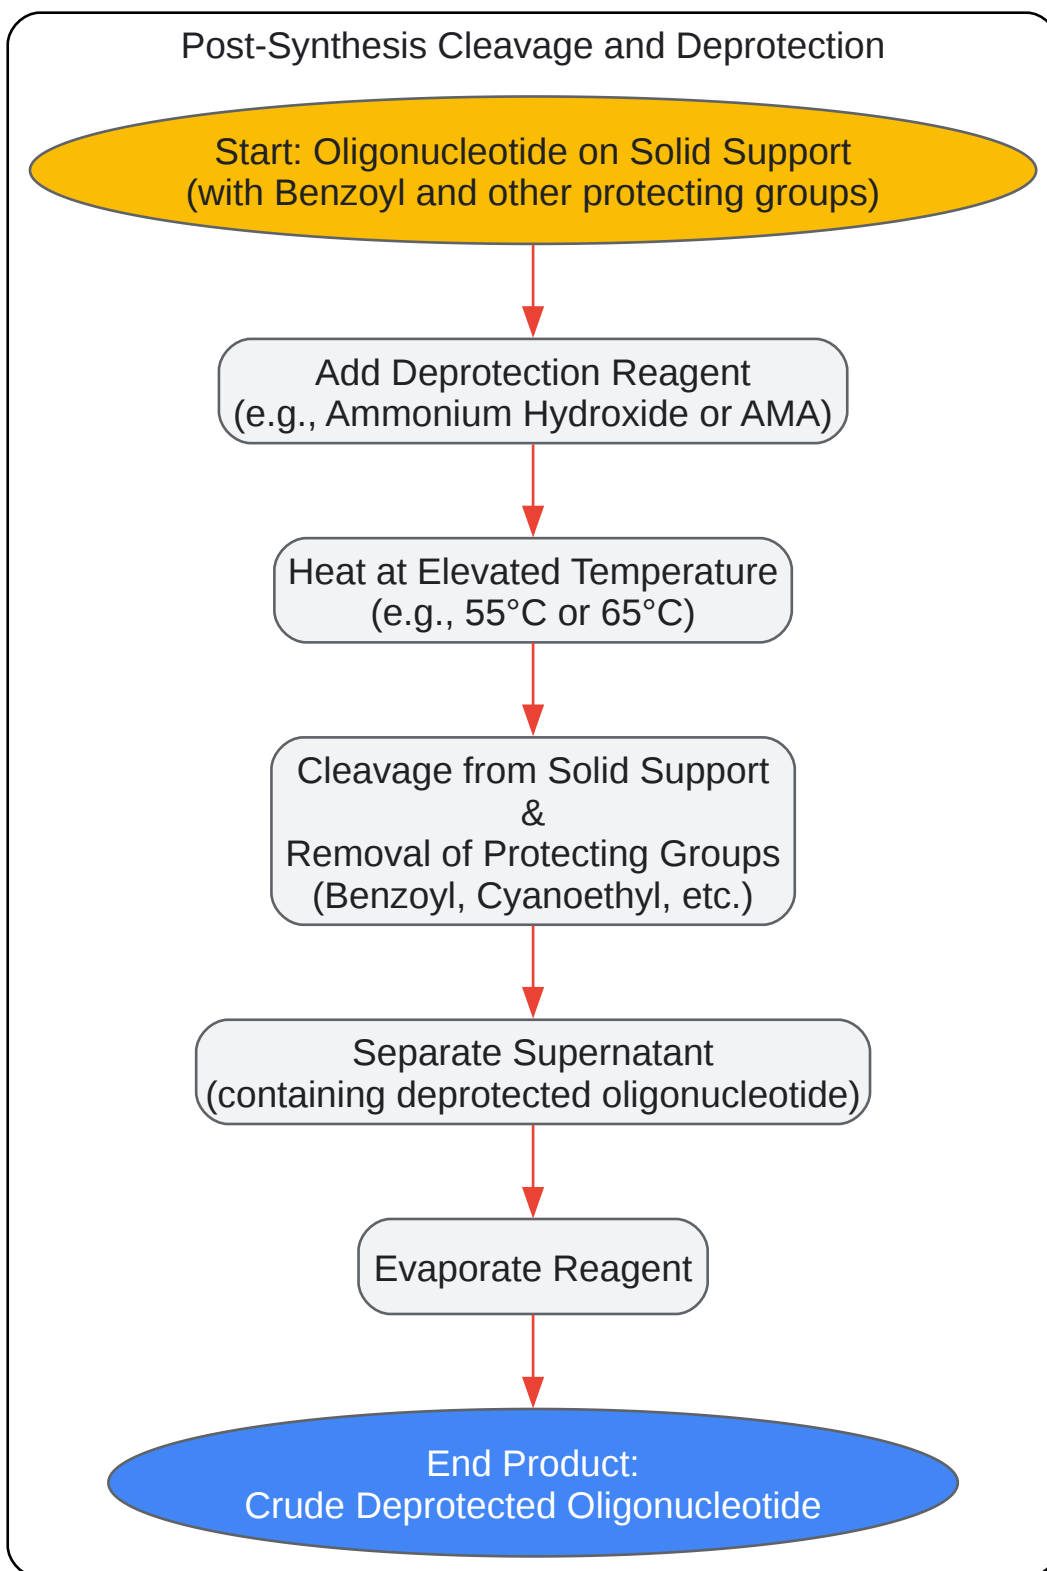 Post-Synthesis Cleavage and Deprotection
Start: Oligonucleotide on Solid Support
(with Benzoyl and other protecting groups)
Add Deprotection Reagent
(e.g., Ammonium Hydroxide or AMA)
Heat at Elevated Temperature
(e.g., 55°C or 65°C)
Cleavage from Solid Support
&
Removal of Protecting Groups
(Benzoyl, Cyanoethyl, etc.)
Separate Supernatant
(containing deprotected oligonucleotide)
Evaporate Reagent
End Product:
Crude Deprotected Oligonucleotide